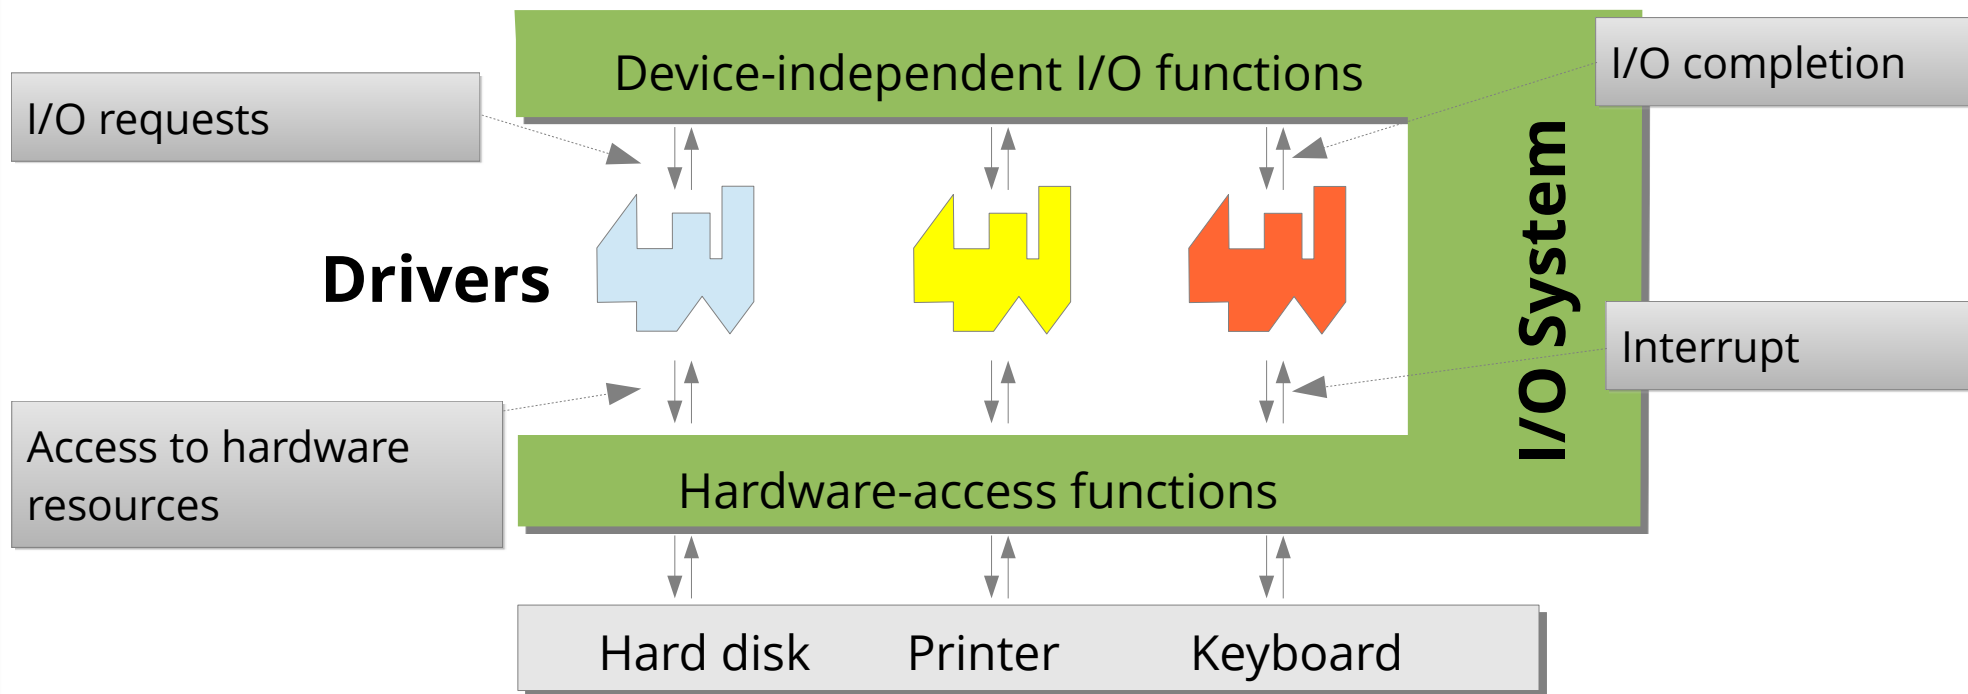 Device-independent I/O functions
I/O completion
I/O requests
I/O System
Drivers
Interrupt
Access to hardware
resources
Hardware-access functions
Hard disk
Printer
Keyboard